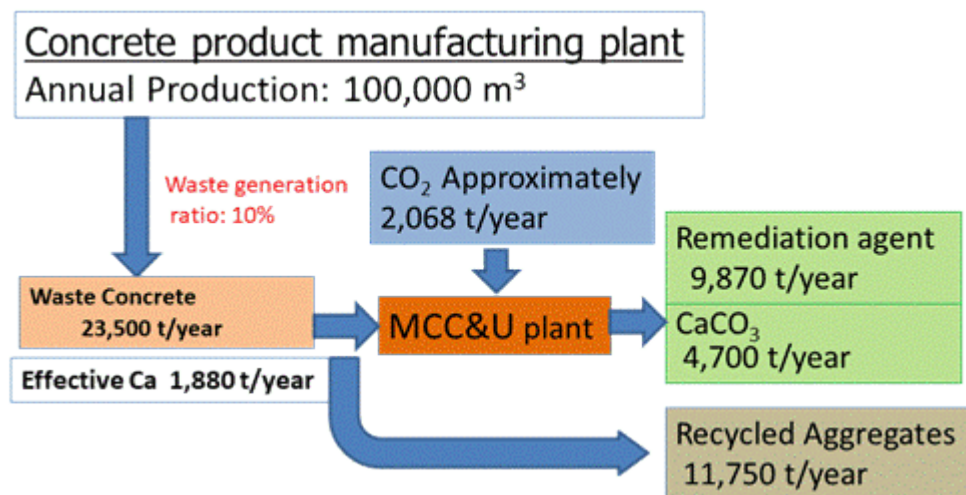 Concrete product manufacturing plant
Annual Production: 100,000 m³
Waste generation
ratio: 10%
CO₂ Approximately
2,068 t/year
Waste Concrete
23,500 t/year
Effective Ca 1,880 t/year
MCC&U plant
Remediation agent
9,870 t/year
CaCO₃
4,700 t/year
Recycled Aggregates
11,750 t/year